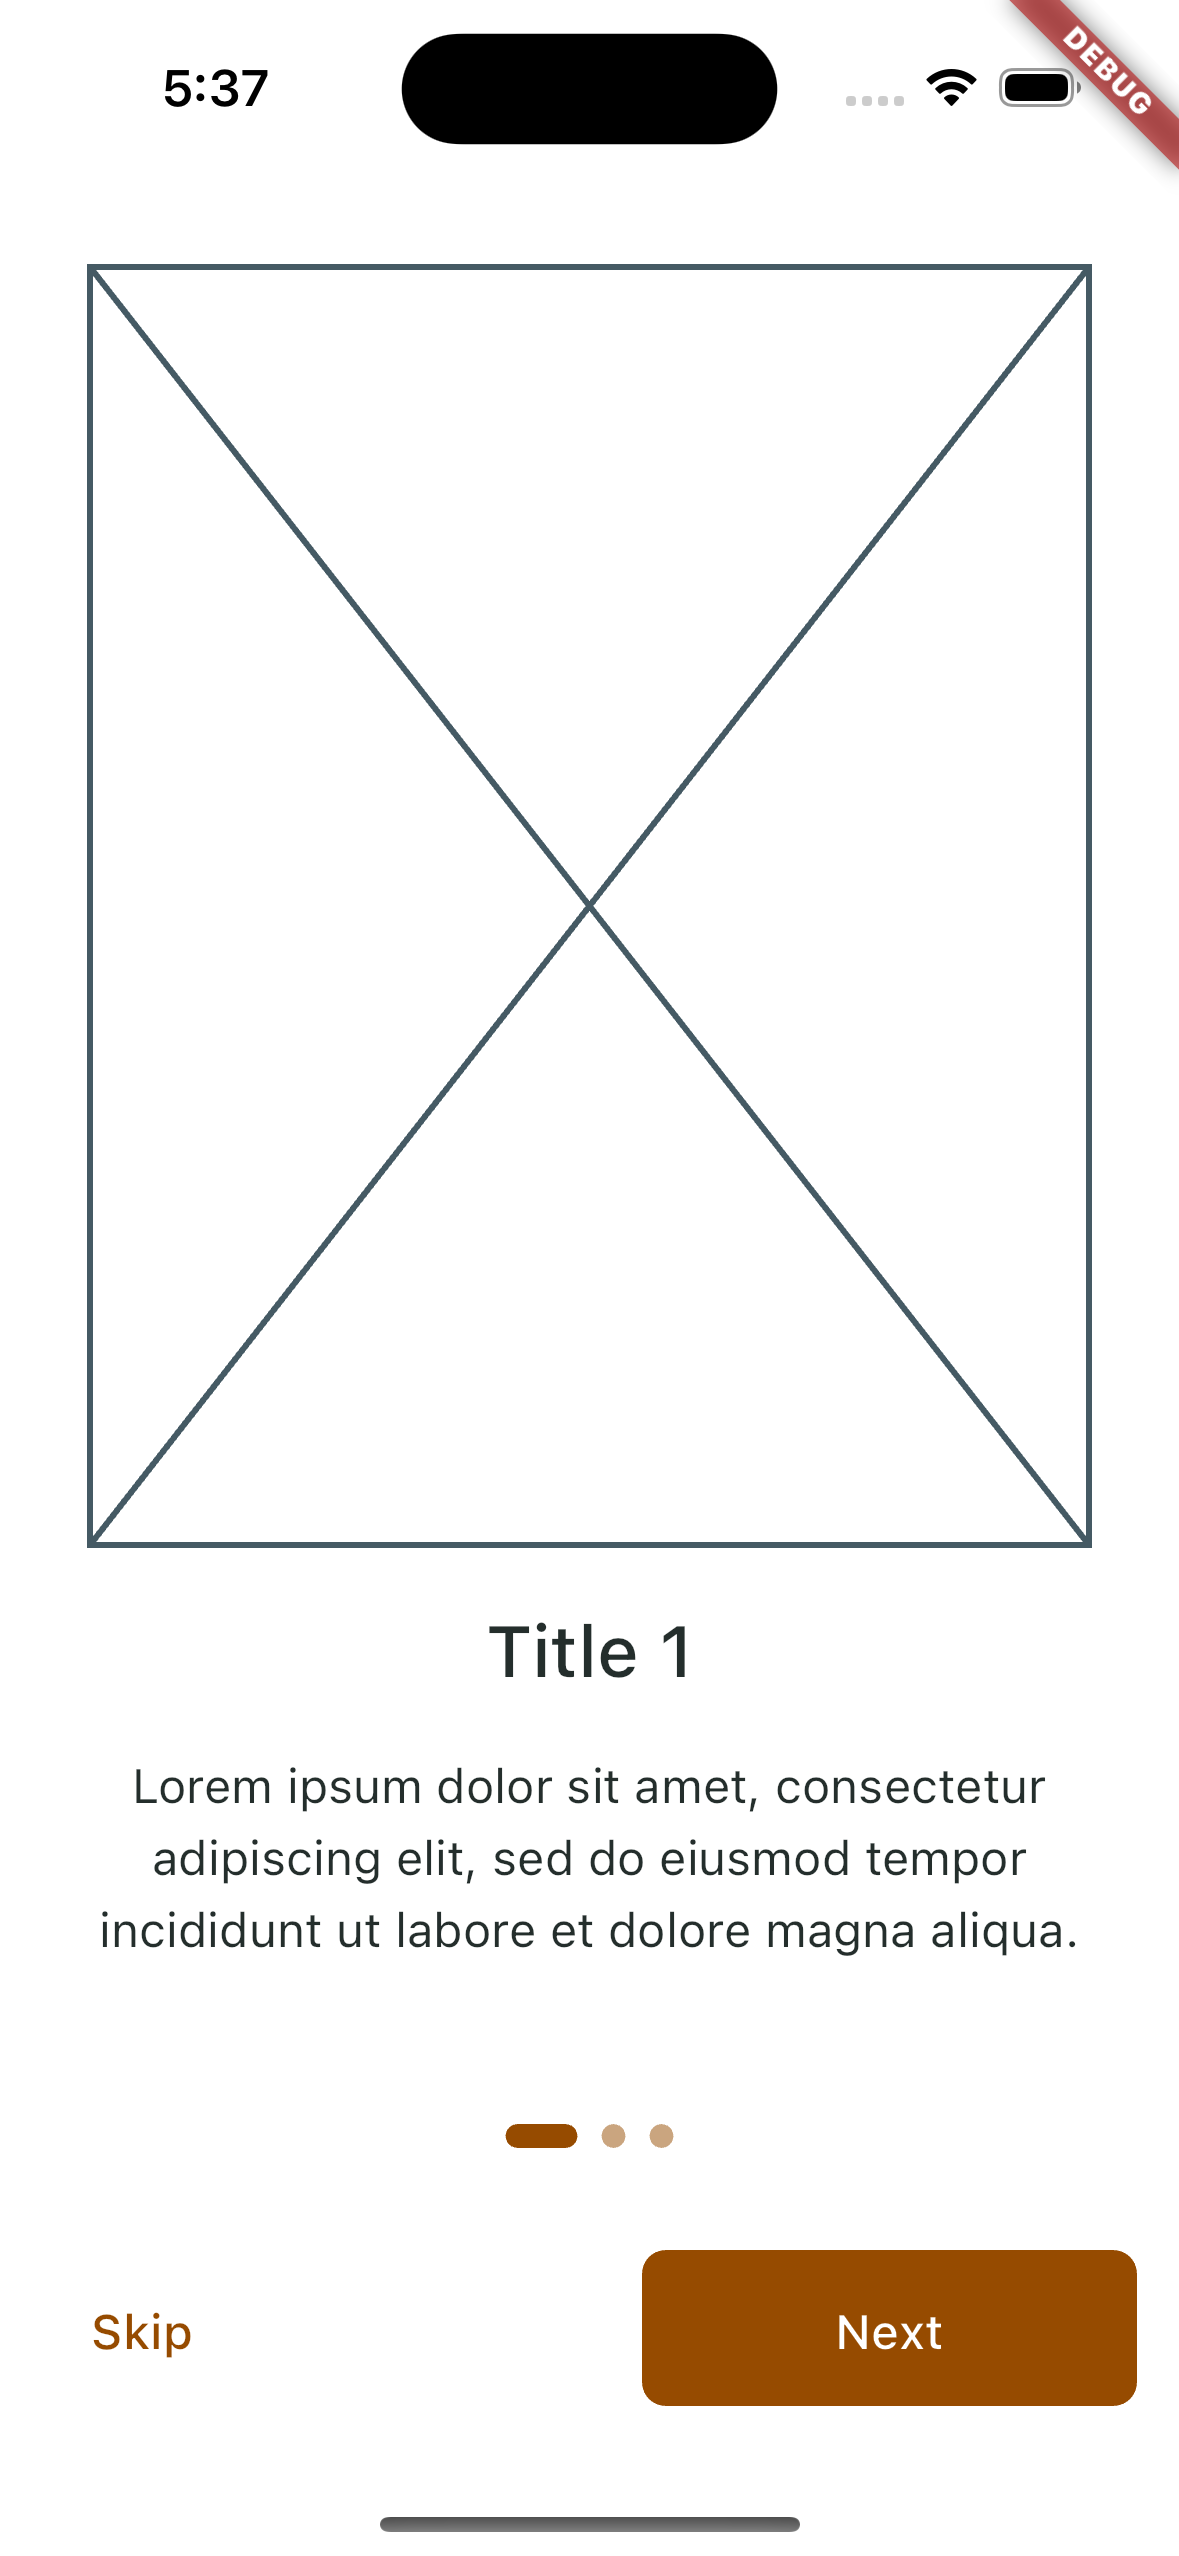 5:37
DEBUG
Title 1
Lorem ipsum dolor sit amet, consectetur
adipiscing elit, sed do eiusmod tempor
incididunt ut labore et dolore magna aliqua.
Skip
Next